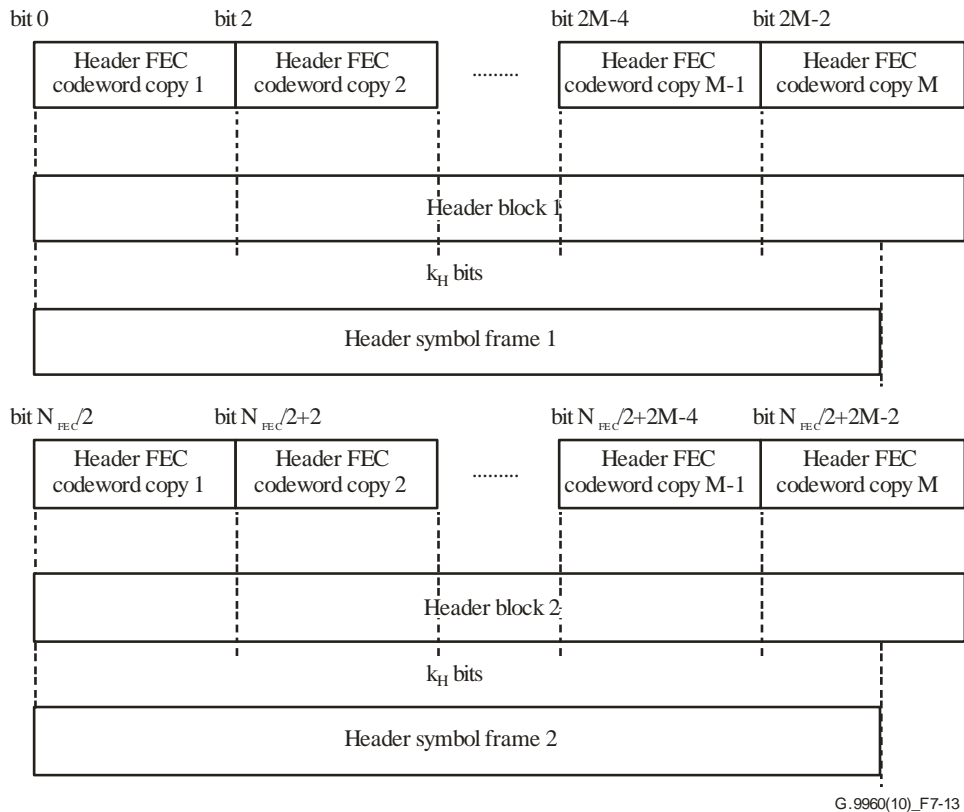 bit 0 bit 2 bit 2M-4 bit 2M-2
Header FEC Header FEC Header FEC Header FEC
codeword copy 1 codeword copy 2 ......... codeword copy M-1 codeword copy M
Header block 1
k_H bits
Header symbol frame 1
bit N_FEC/2 bit N_FEC/2+2 bit N_FEC/2+2M-4 bit N_FEC/2+2M-2
Header FEC Header FEC Header FEC Header FEC
codeword copy 1 codeword copy 2 ......... codeword copy M-1 codeword copy M
Header block 2
k_H bits
Header symbol frame 2
G.9960(10)_F7-13